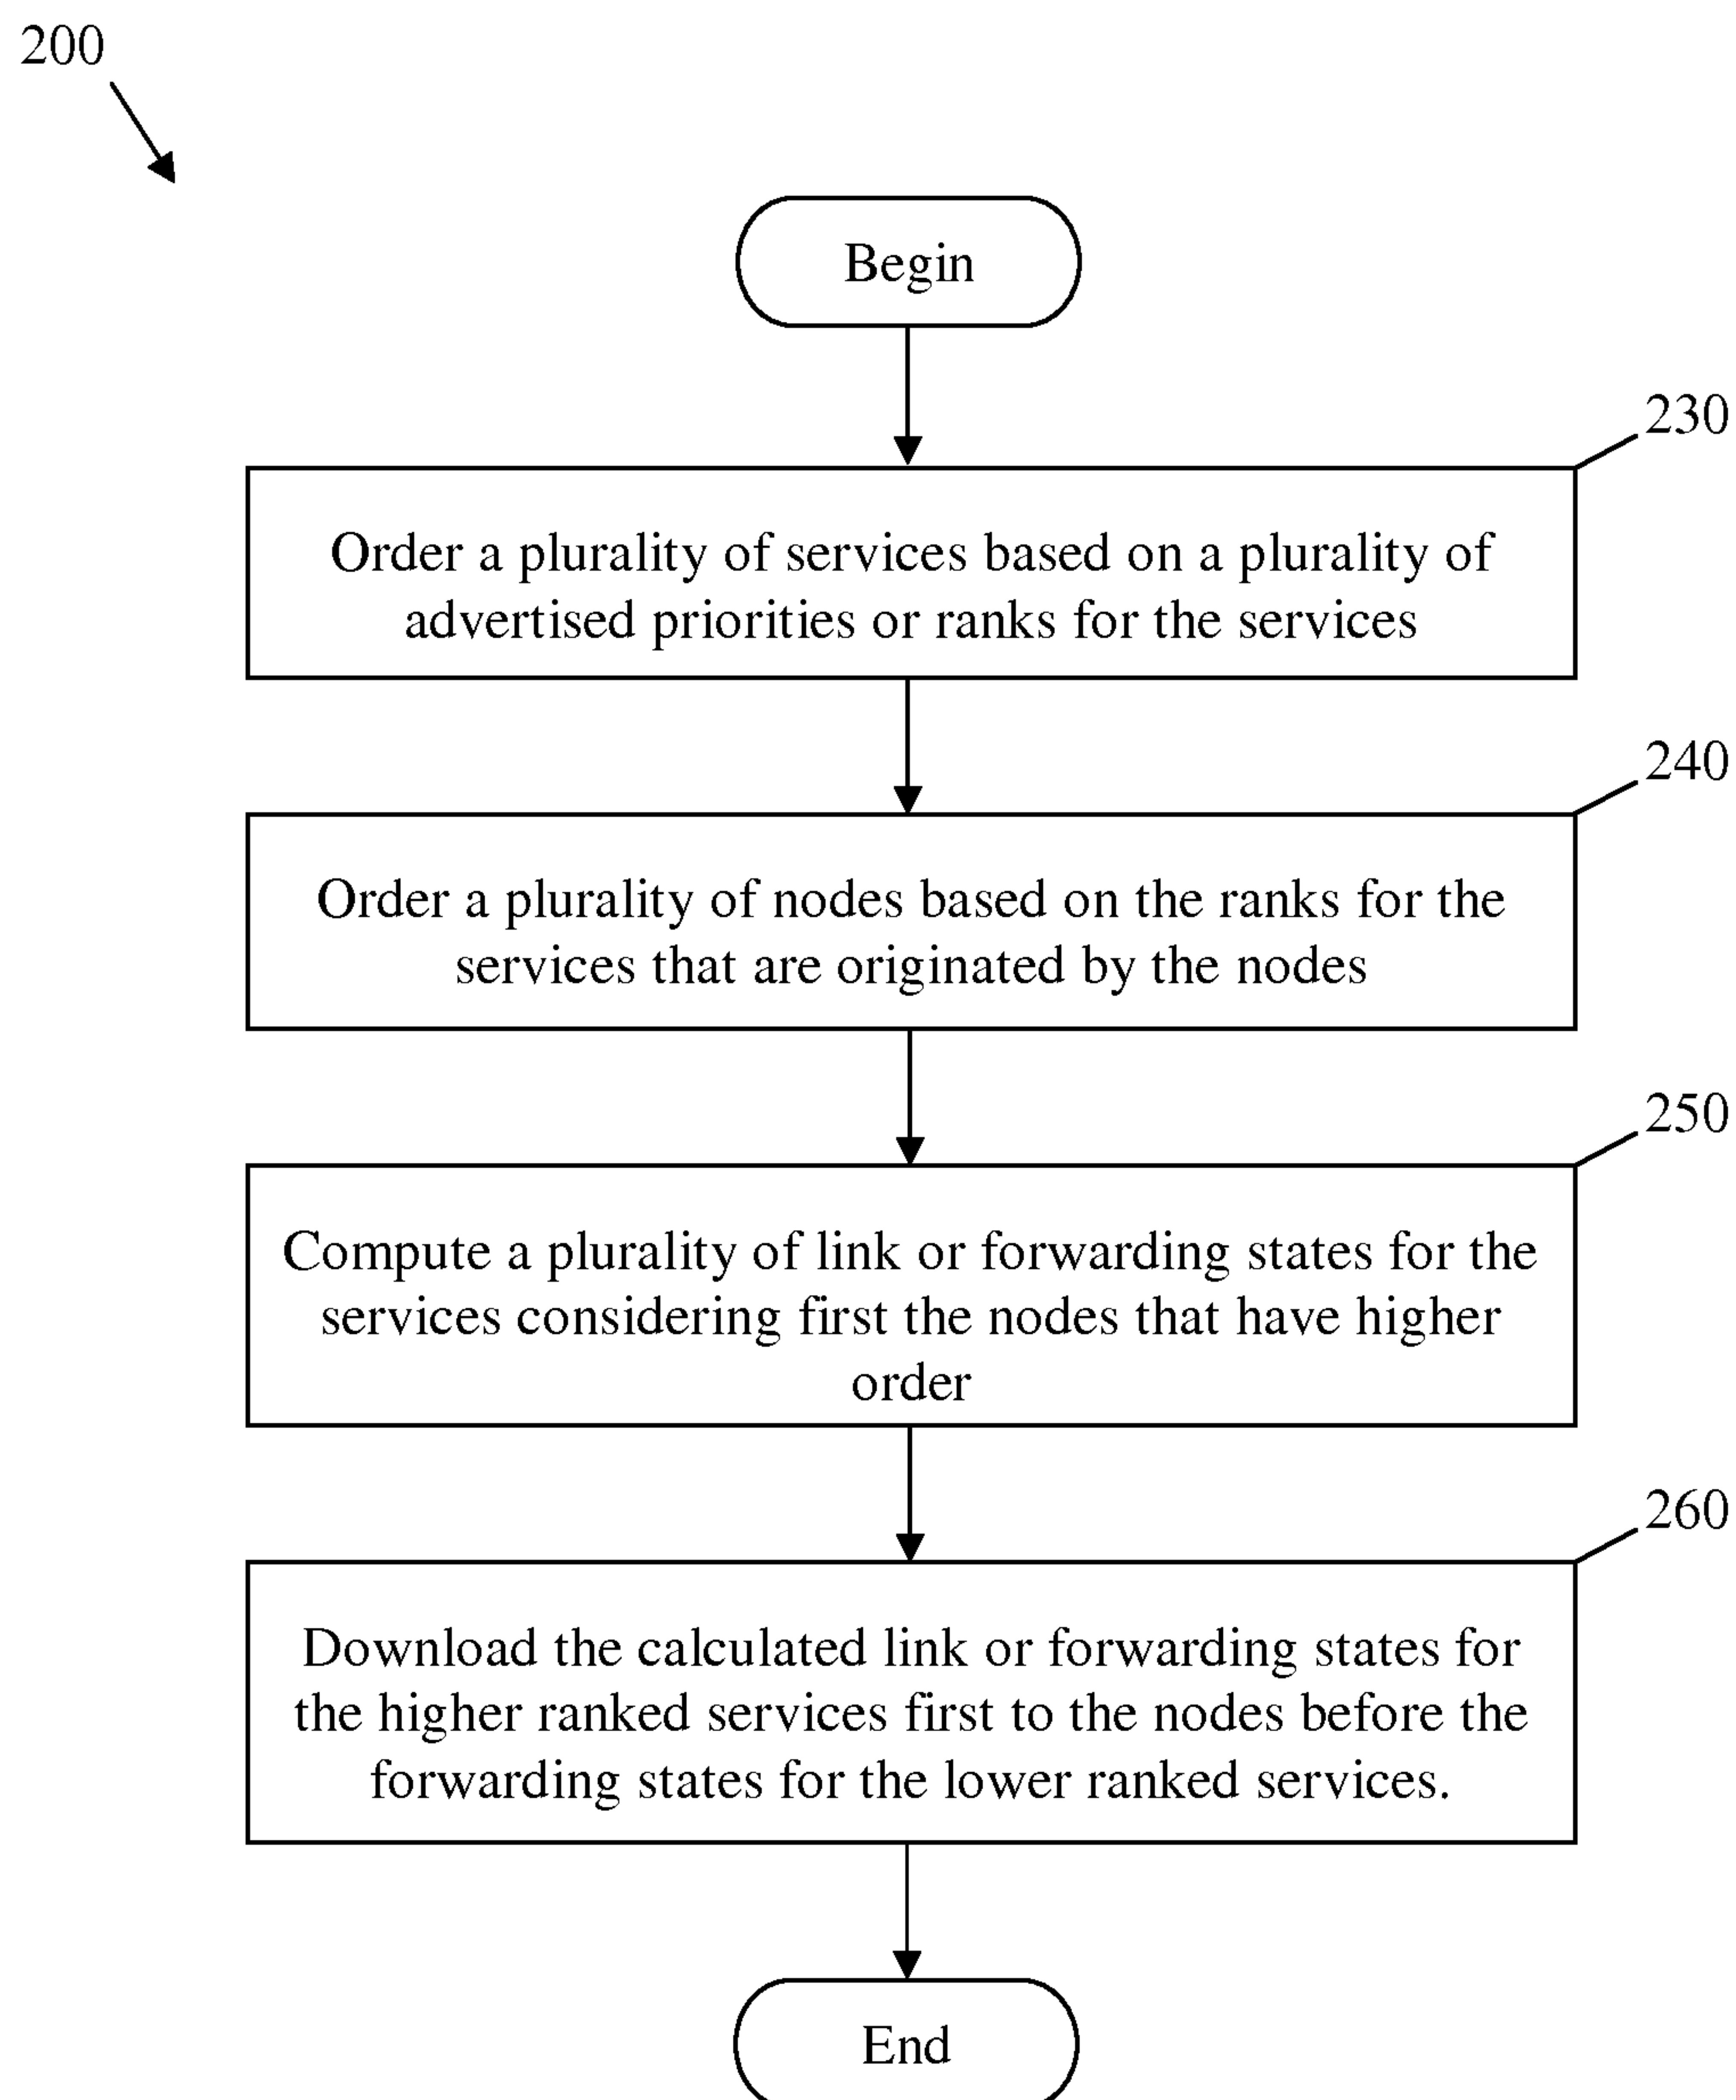 200
Begin
230
Order a plurality of services based on a plurality of
advertised priorities or ranks for the services
240
Order a plurality of nodes based on the ranks for the
services that are originated by the nodes
250
Compute a plurality of link or forwarding states for the
services considering first the nodes that have higher
order
260
Download the calculated link or forwarding states for
the higher ranked services first to the nodes before the
forwarding states for the lower ranked services.
End